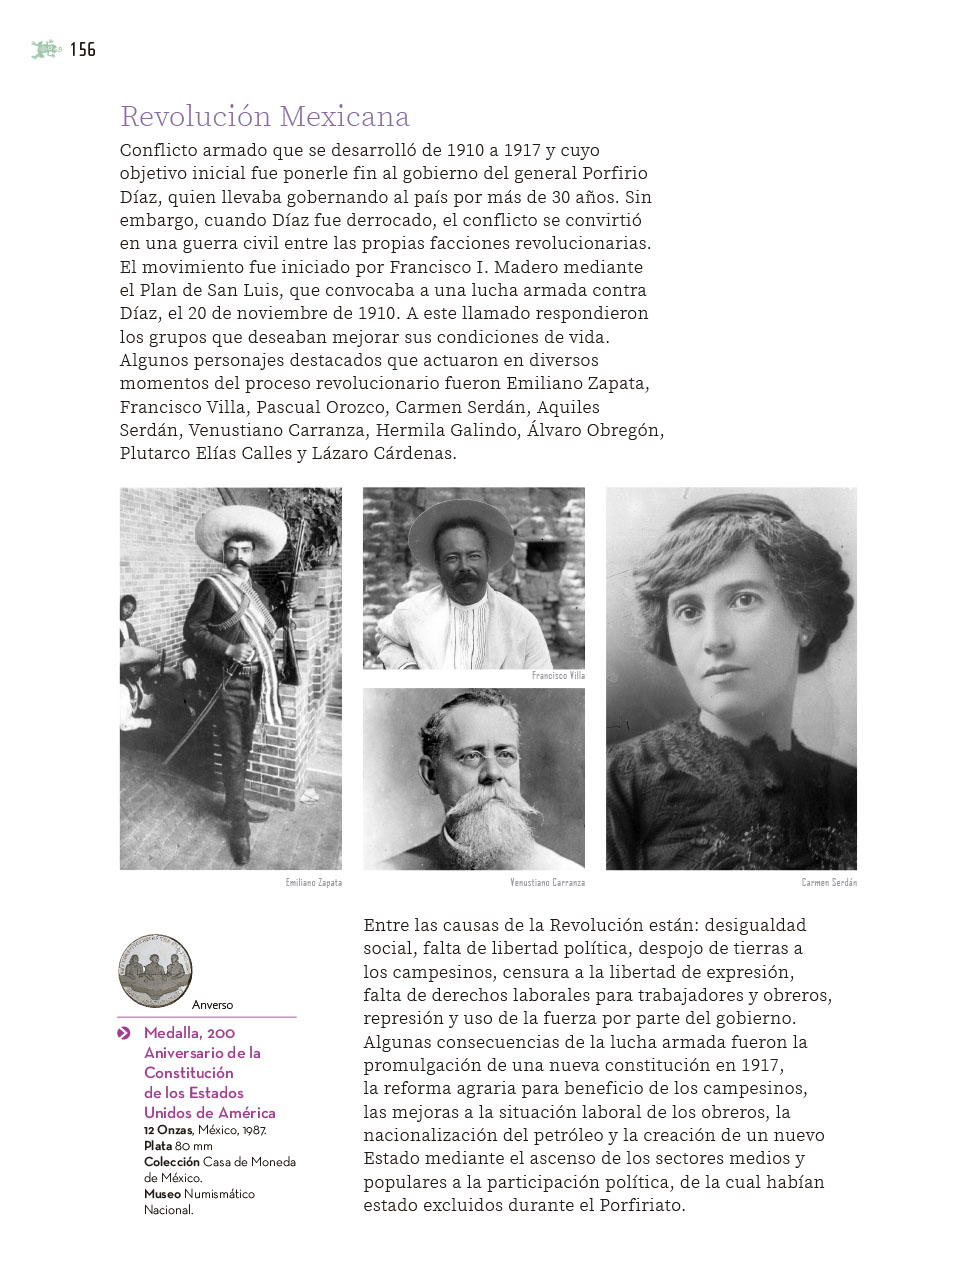 156
Revolución Mexicana
Conflicto armado que se desarrolló de 1910 a 1917 y cuyo
objetivo inicial fue ponerle fin al gobierno del general Porfirio
Díaz, quien llevaba gobernando al país por más de 30 años. Sin
embargo, cuando Díaz fue derrocado, el conflicto se convirtió
en una guerra civil entre las propias facciones revolucionarias.
El movimiento fue iniciado por Francisco I. Madero mediante
el Plan de San Luis, que convocaba a una lucha armada contra
Díaz, el 20 de noviembre de 1910. A este llamado respondieron
los grupos que deseaban mejorar sus condiciones de vida.
Algunos personajes destacados que actuaron en diversos
momentos del proceso revolucionario fueron Emiliano Zapata,
Francisco Villa, Pascual Orozco, Carmen Serdán, Aquiles
Serdán, Venustiano Carranza, Hermila Galindo, Álvaro Obregón,
Plutarco Elías Calles y Lázaro Cárdenas.
Francisco Villa
Emiliano Zapata
Venustiano Carranza
Carmen Serdán
Anverso
Medalla, 200
Aniversario de la
Constitución
de los Estados
Unidos de América
12 Onzas, México, 1987.
Plata 80 mm
Colección Casa de Moneda
de México.
Museo Numismático
Nacional.
Entre las causas de la Revolución están: desigualdad
social, falta de libertad política, despojo de tierras a
los campesinos, censura a la libertad de expresión,
falta de derechos laborales para trabajadores y obreros,
represión y uso de la fuerza por parte del gobierno.
Algunas consecuencias de la lucha armada fueron la
promulgación de una nueva constitución en 1917,
la reforma agraria para beneficio de los campesinos,
las mejoras a la situación laboral de los obreros, la
nacionalización del petróleo y la creación de un nuevo
Estado mediante el ascenso de los sectores medios y
populares a la participación política, de la cual habían
estado excluidos durante el Porfiriato.